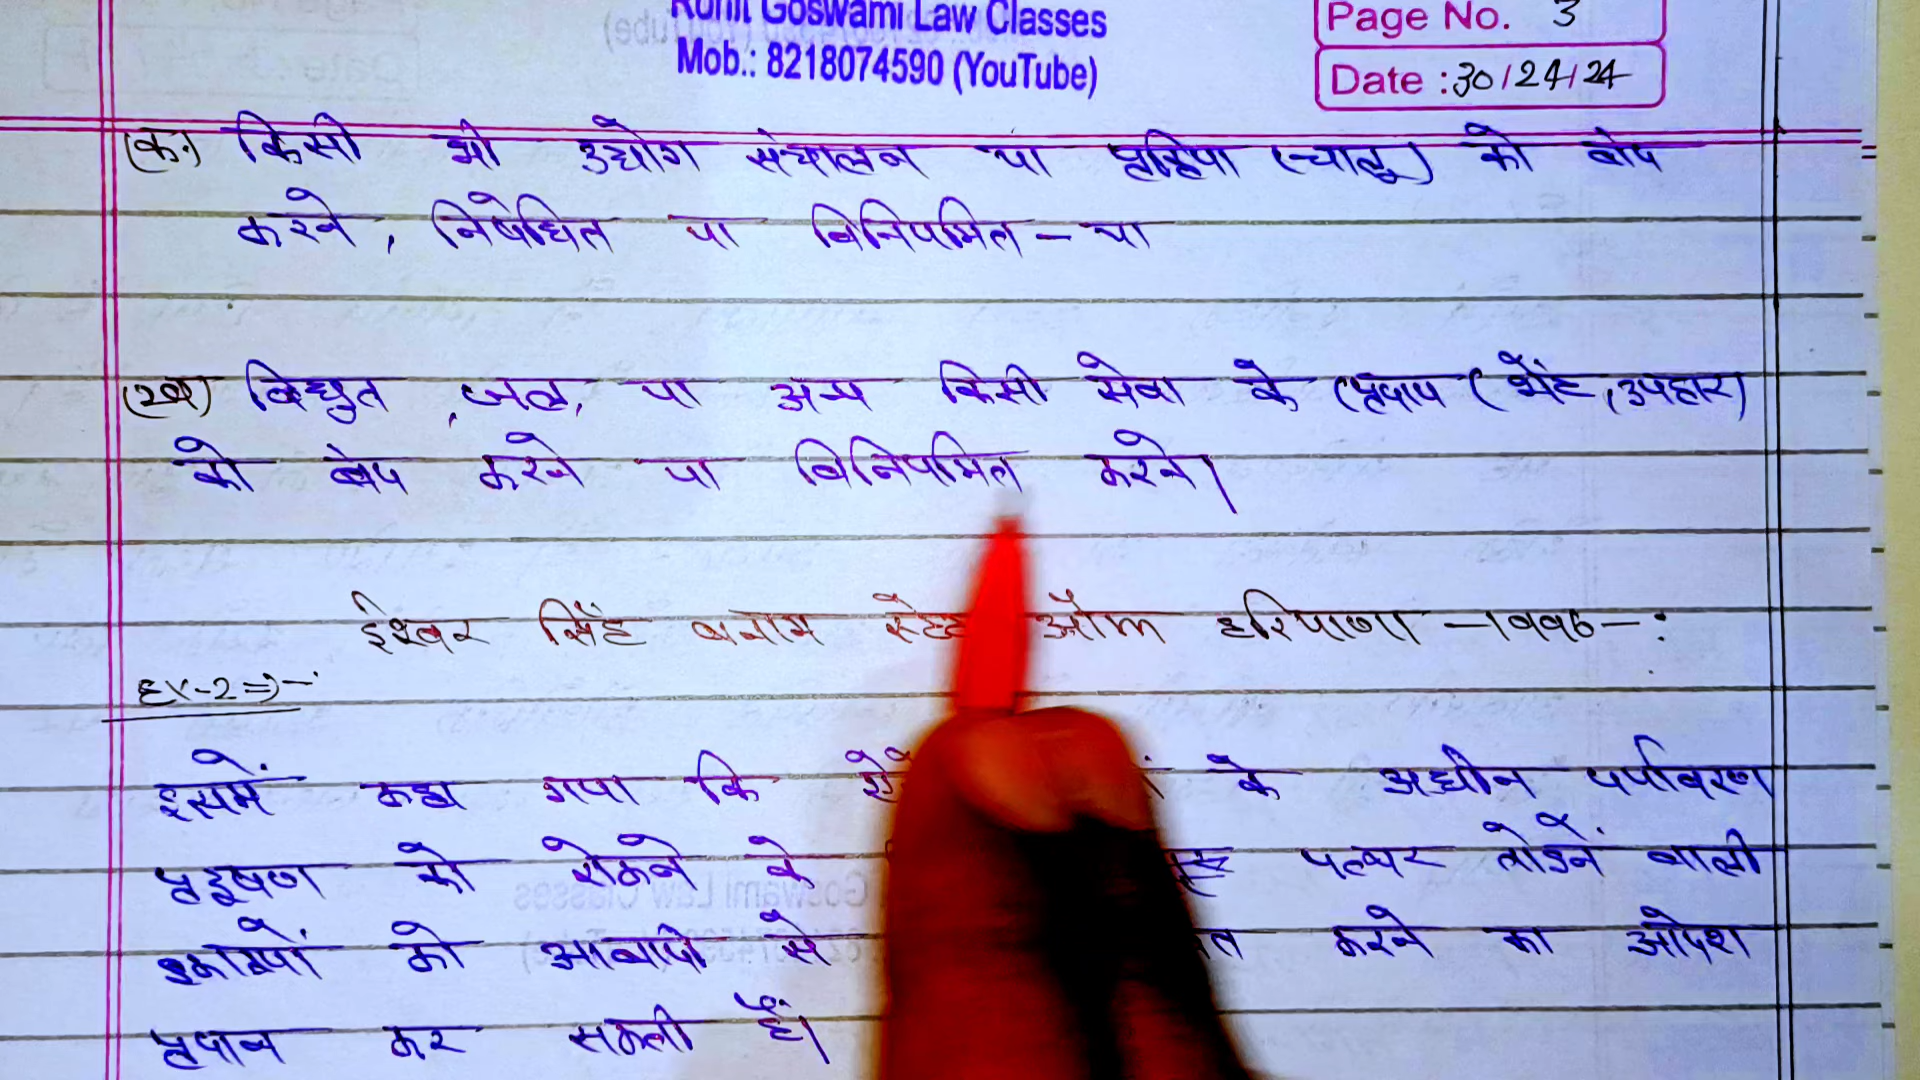 Rohit Goswami Law Classes
Mob.: 8218074590 (YouTube)
Page No. 3
Date : 30/24/24
(क.) किसी भी उद्योग संचालन या प्रक्रिया (चालू) को बंद
करने, निषेधित या विनियमित – या
(ख) विद्युत, जल, या अन्य किसी सेवा के (प्रदाय (भेंट, उपहार)
को बंद करने या विनियमित करने।
ईश्वर सिंह बनाम स्टेट ऑफ हरियाणा –1996–:
EX-2 ⇒ –
इसमें कहा गया कि के अधीन पर्यावरण
प्रदूषण को रोकने के पत्थर तोडनें वाली
इकाईयों को आबादी से करने का आदेश
प्रदान कर सकती हैं।